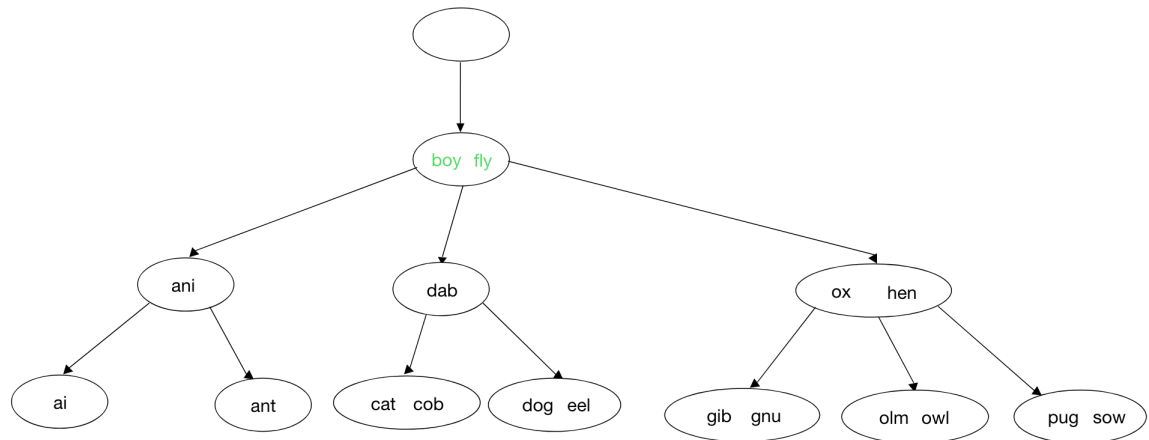 boy fly
ani
dab
ox hen
ai
ant
cat cob
dog eel
gib gnu
olm owl
pug sow